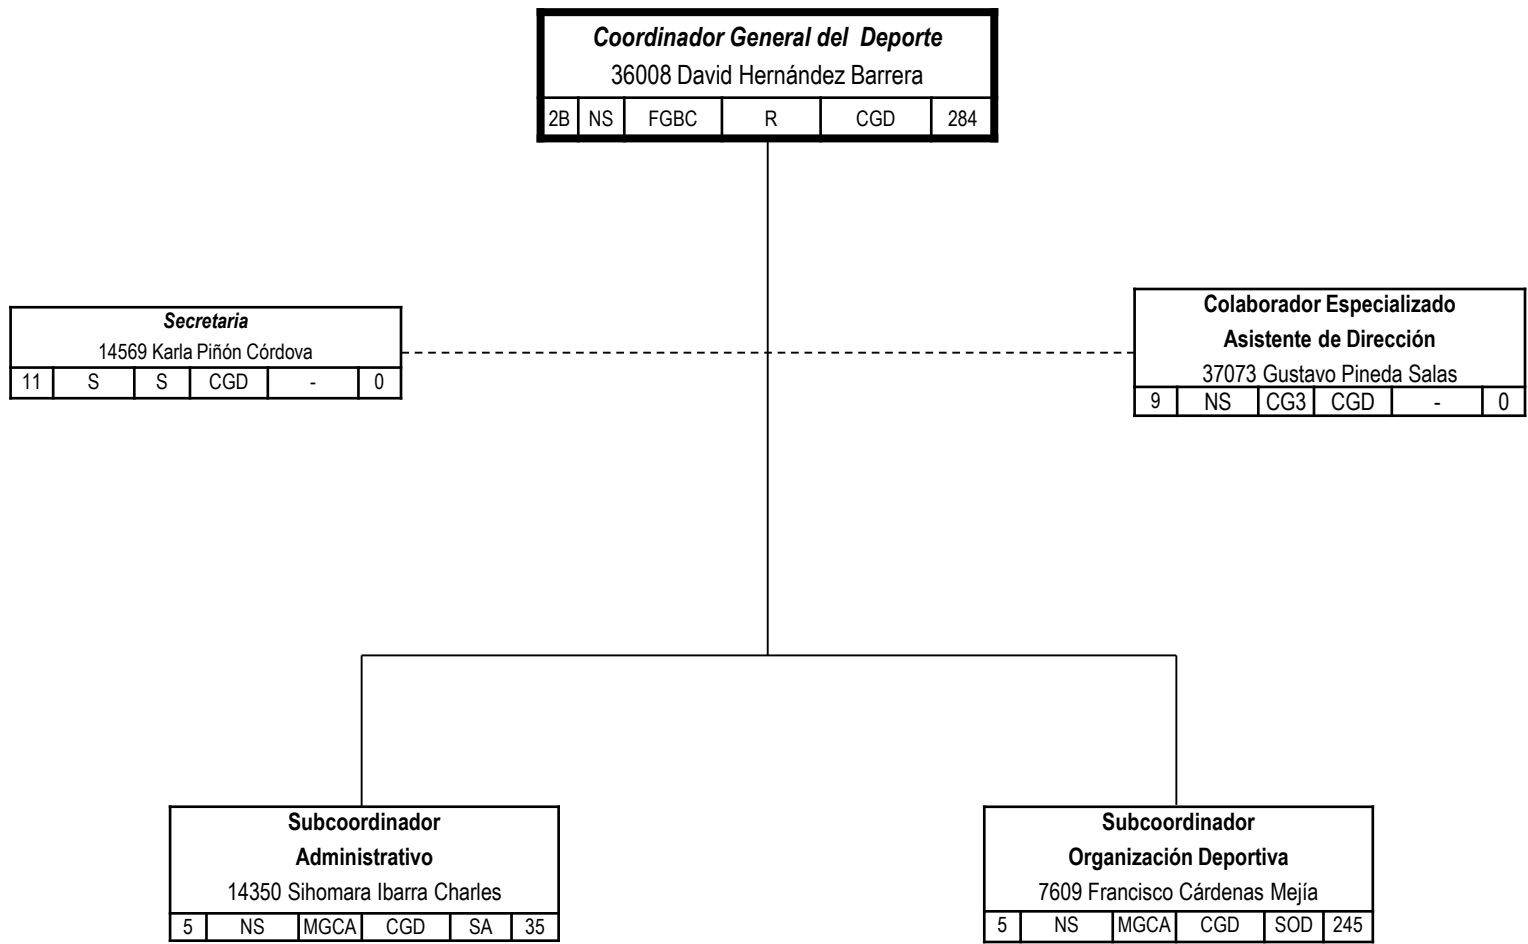 Coordinador General del Deporte
36008 David Hernández Barrera
2B NS FGBC R CGD 284
Secretaria
14569 Karla Piñón Córdova
11 S S CGD - 0
Colaborador Especializado
Asistente de Dirección
37073 Gustavo Pineda Salas
9 NS CG3 CGD - 0
Subcoordinador
Administrativo
14350 Sihomara Ibarra Charles
5 NS MGCA CGD SA 35
Subcoordinador
Organización Deportiva
7609 Francisco Cárdenas Mejía
5 NS MGCA CGD SOD 245